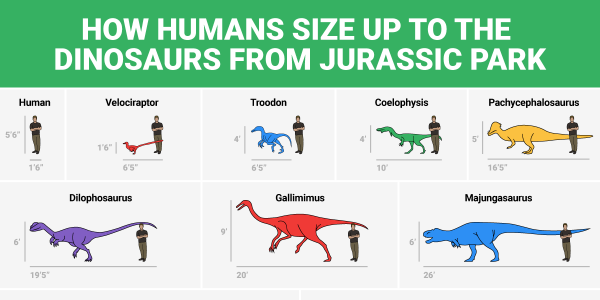 HOW HUMANS SIZE UP TO THE
DINOSAURS FROM JURASSIC PARK
Human
5'6"
1'6"
Velociraptor
1'6"
6'5"
Troodon
4'
6'5"
Coelophysis
4'
10'
Pachycephalosaurus
5'
16'5"
Dilophosaurus
6'
19'5"
Gallimimus
9'
20'
Majungasaurus
6'
26'